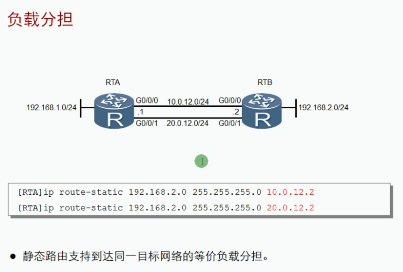 负载分担
RTA
RTB
G0/0/0 10.0.12.0/24 G0/0/0
192.168.1.0/24
.1
.2
192.168.2.0/24
R
R
G0/0/1 20.0.12.0/24 G0/0/1
[RTA]ip route-static 192.168.2.0 255.255.255.0 10.0.12.2
[RTA]ip route-static 192.168.2.0 255.255.255.0 20.0.12.2
● 静态路由支持到达同一目标网络的等价负载分担。